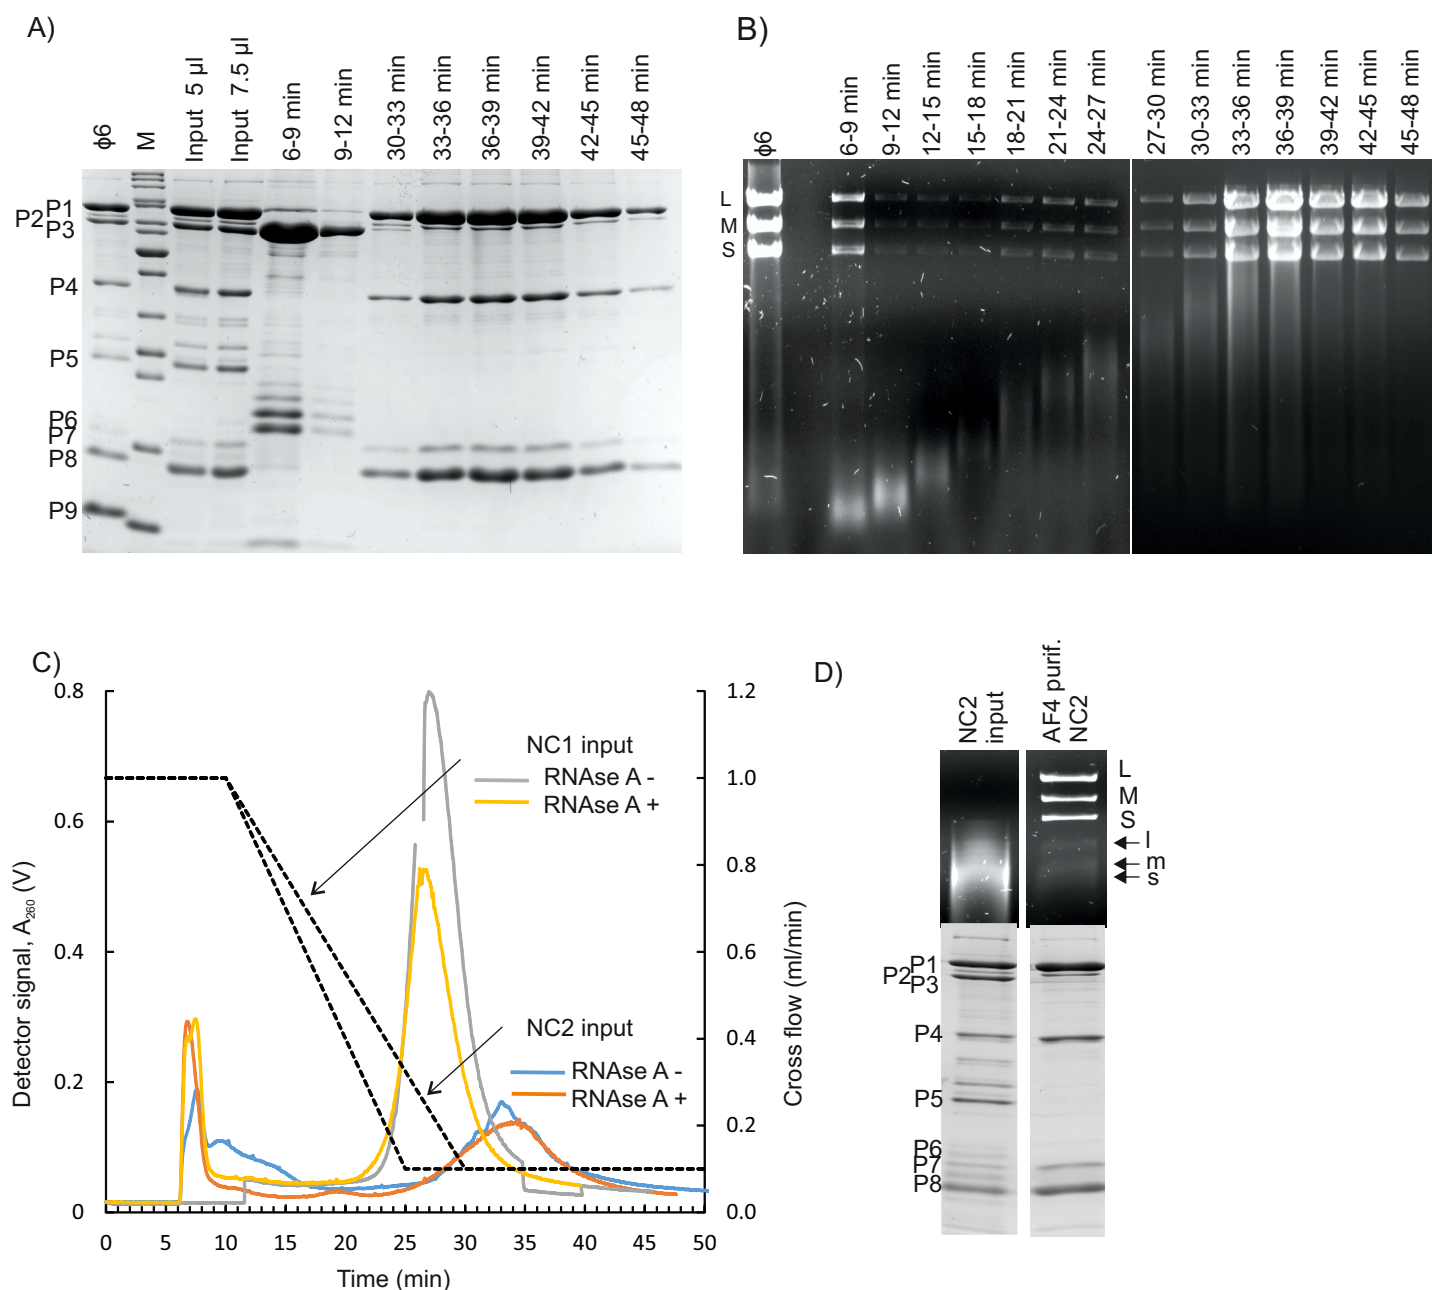 A)
ϕ6
M
Input 5 µl
Input 7.5 µl
6-9 min
9-12 min
30-33 min
33-36 min
36-39 min
39-42 min
42-45 min
45-48 min
P1
P2
P3
P4
P5
P6
P7
P8
P9
B)
ϕ6
6-9 min
9-12 min
12-15 min
15-18 min
18-21 min
21-24 min
24-27 min
27-30 min
30-33 min
33-36 min
36-39 min
39-42 min
42-45 min
45-48 min
L
M
S
C)
0.8
0.6
0.4
0.2
0
Detector signal, A260 (V)
1.2
1.0
0.8
0.6
0.4
0.2
0.0
Cross flow (ml/min)
NC1 input
RNAse A -
RNAse A +
NC2 input
RNAse A -
RNAse A +
0 5 10 15 20 25 30 35 40 45 50
Time (min)
D)
NC2
input
AF4 purif.
NC2
L
M
S
l
m
s
P1
P2
P3
P4
P5
P6
P7
P8